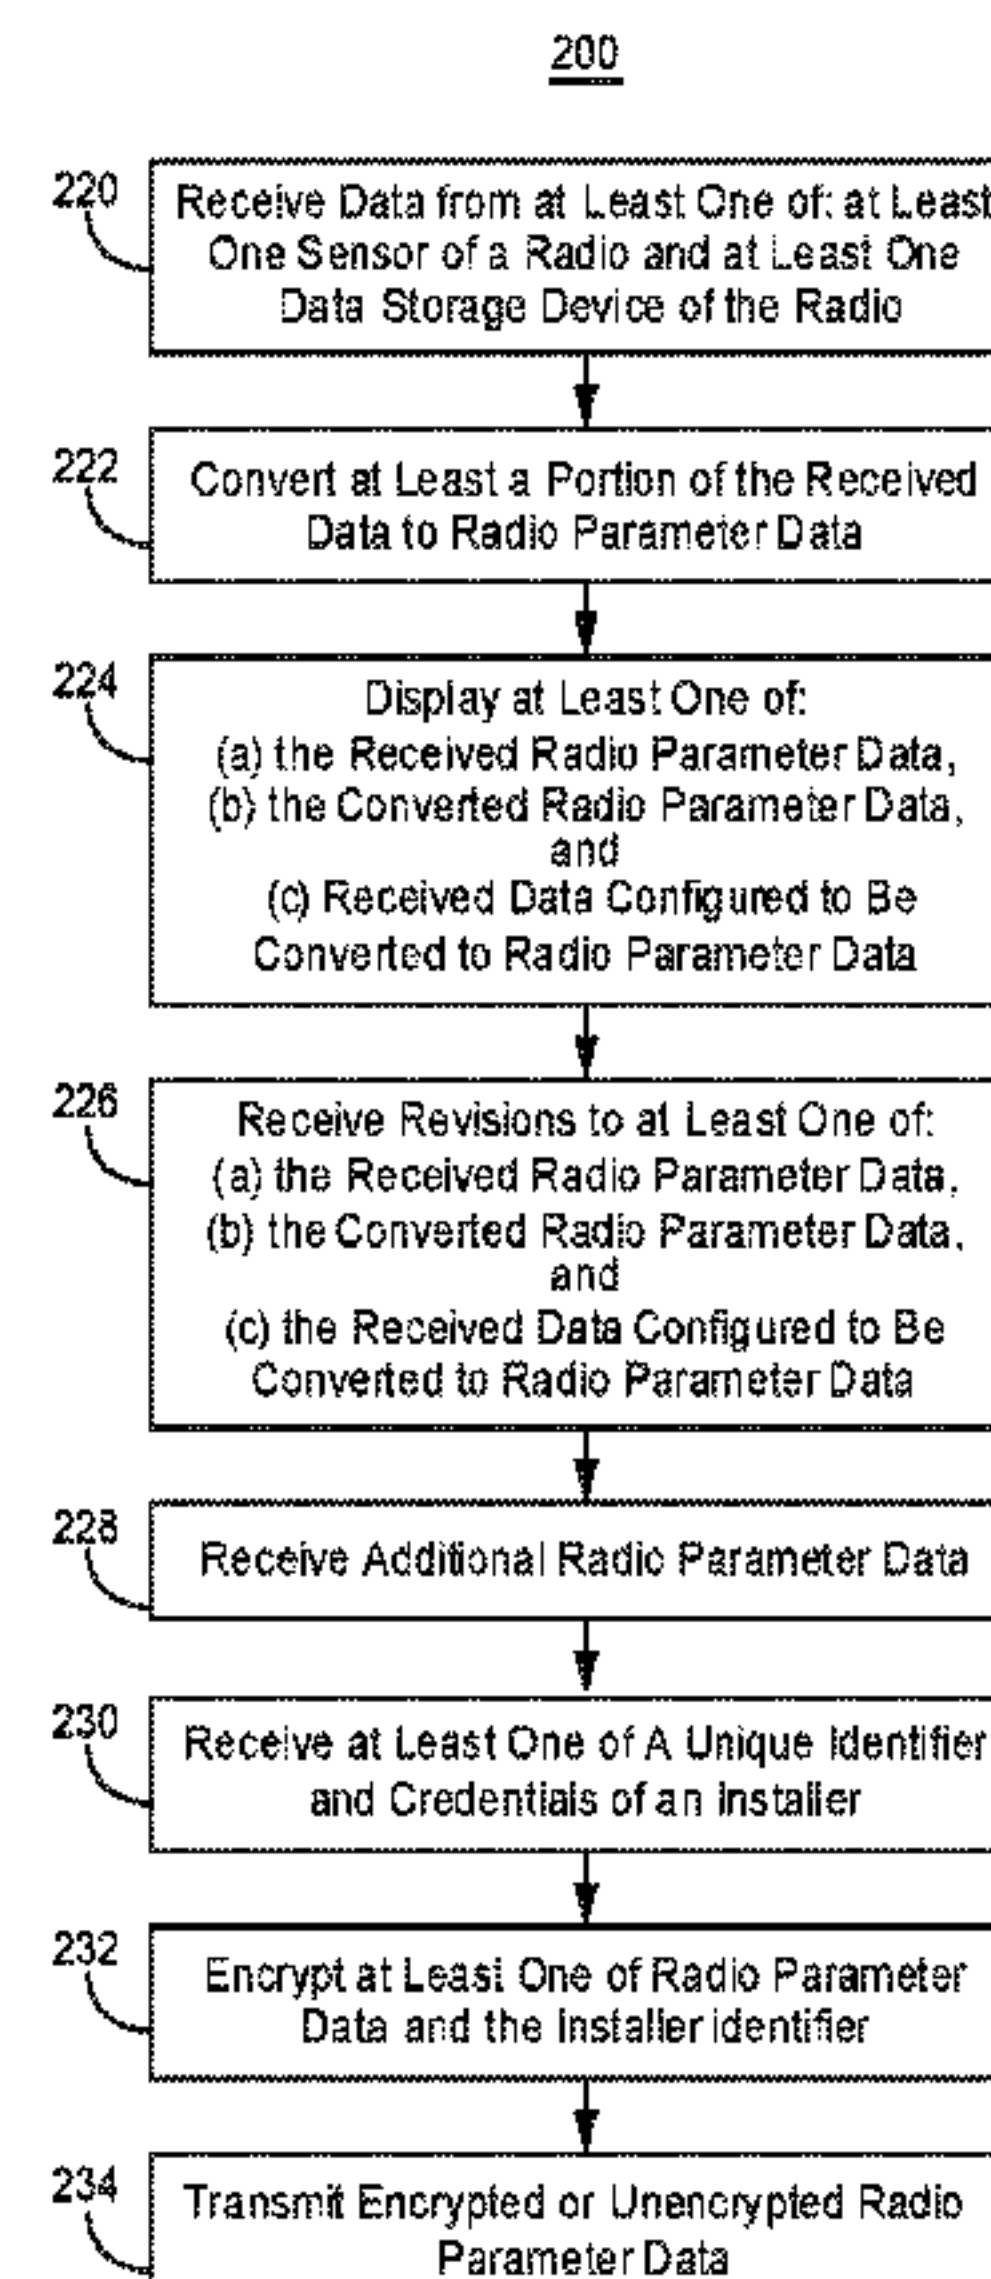 200
220
Receive Data from at Least One of: at Least
One Sensor of a Radio and at Least One
Data Storage Device of the Radio
222
Convert at Least a Portion of the Received
Data to Radio Parameter Data
224
Display at Least One of:
(a) the Received Radio Parameter Data,
(b) the Converted Radio Parameter Data,
and
(c) Received Data Configured to Be
Converted to Radio Parameter Data
226
Receive Revisions to at Least One of:
(a) the Received Radio Parameter Data,
(b) the Converted Radio Parameter Data,
and
(c) the Received Data Configured to Be
Converted to Radio Parameter Data
228
Receive Additional Radio Parameter Data
230
Receive at Least One of A Unique Identifier
and Credentials of an Installer
232
Encrypt at Least One of Radio Parameter
Data and the Installer identifier
234
Transmit Encrypted or Unencrypted Radio
Parameter Data